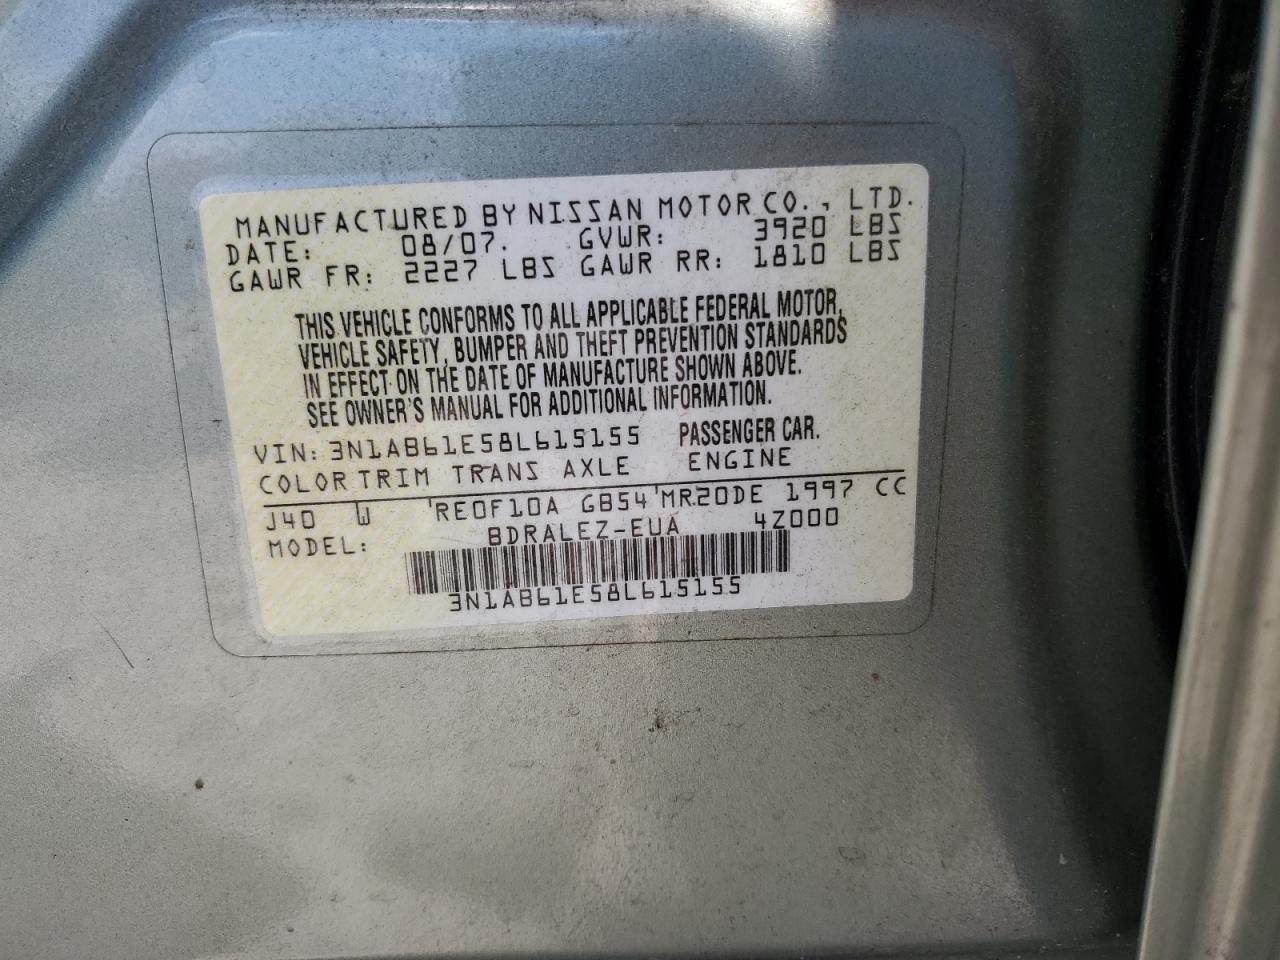 MANUFACTURED BY NISSAN MOTOR CO., LTD.
DATE: 08/07. GVWR: 3920 LBS
GAWR FR: 2227 LBS GAWR RR: 1810 LBS
THIS VEHICLE CONFORMS TO ALL APPLICABLE FEDERAL MOTOR,
VEHICLE SAFETY, BUMPER AND THEFT PREVENTION STANDARDS
IN EFFECT ON THE DATE OF MANUFACTURE SHOWN ABOVE.
SEE OWNER'S MANUAL FOR ADDITIONAL INFORMATION.
VIN: 3N1AB61E58L615155 PASSENGER CAR.
COLOR TRIM TRANS AXLE ENGINE
J40 W 'RE0F10A GB54 'MR20DE 1997 CC
MODEL: BDRALEZ-EUA 4Z000
3N1AB61E58L615155